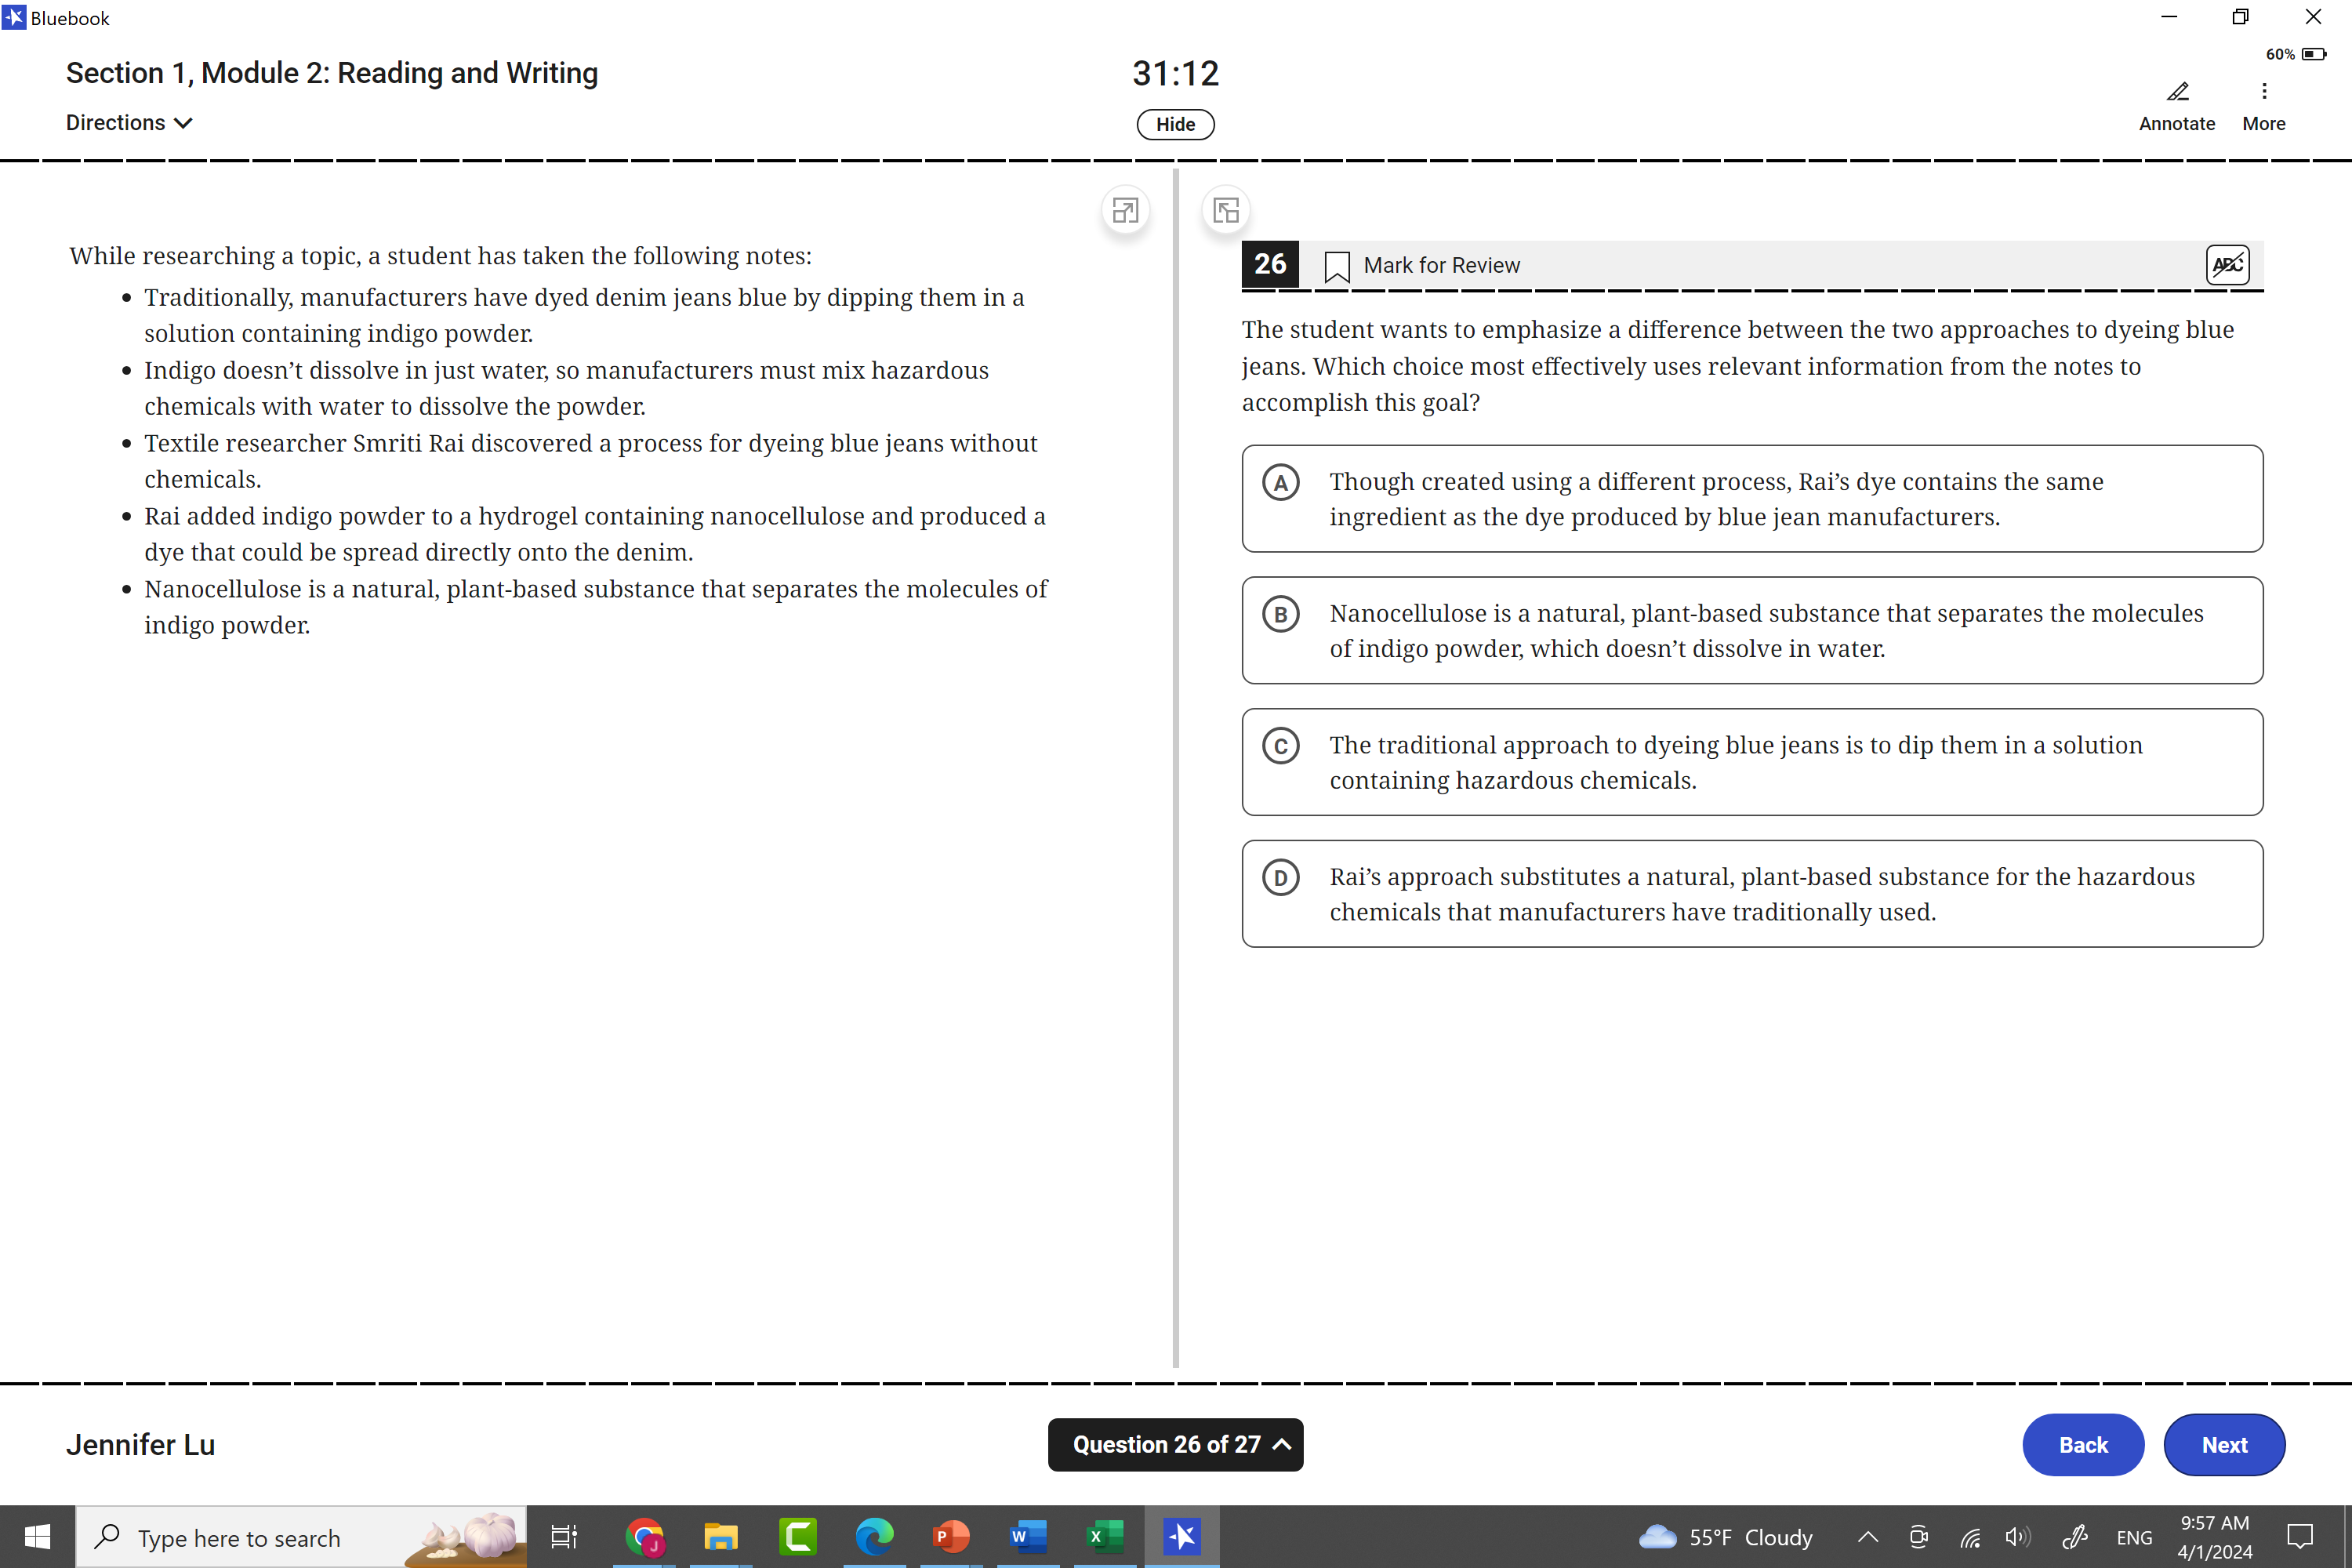 Bluebook
60%
Section 1, Module 2: Reading and Writing
31:12
Directions
Hide
Annotate
More
While researching a topic, a student has taken the following notes:
• Traditionally, manufacturers have dyed denim jeans blue by dipping them in a
solution containing indigo powder.
• Indigo doesn’t dissolve in just water, so manufacturers must mix hazardous
chemicals with water to dissolve the powder.
• Textile researcher Smriti Rai discovered a process for dyeing blue jeans without
chemicals.
• Rai added indigo powder to a hydrogel containing nanocellulose and produced a
dye that could be spread directly onto the denim.
• Nanocellulose is a natural, plant-based substance that separates the molecules of
indigo powder.
26
Mark for Review
ABC
The student wants to emphasize a difference between the two approaches to dyeing blue
jeans. Which choice most effectively uses relevant information from the notes to
accomplish this goal?
A
Though created using a different process, Rai’s dye contains the same
ingredient as the dye produced by blue jean manufacturers.
B
Nanocellulose is a natural, plant-based substance that separates the molecules
of indigo powder, which doesn’t dissolve in water.
C
The traditional approach to dyeing blue jeans is to dip them in a solution
containing hazardous chemicals.
D
Rai’s approach substitutes a natural, plant-based substance for the hazardous
chemicals that manufacturers have traditionally used.
Jennifer Lu
Question 26 of 27
Back
Next
Type here to search
J
P
W
X
55°F Cloudy
ENG
9:57 AM
4/1/2024